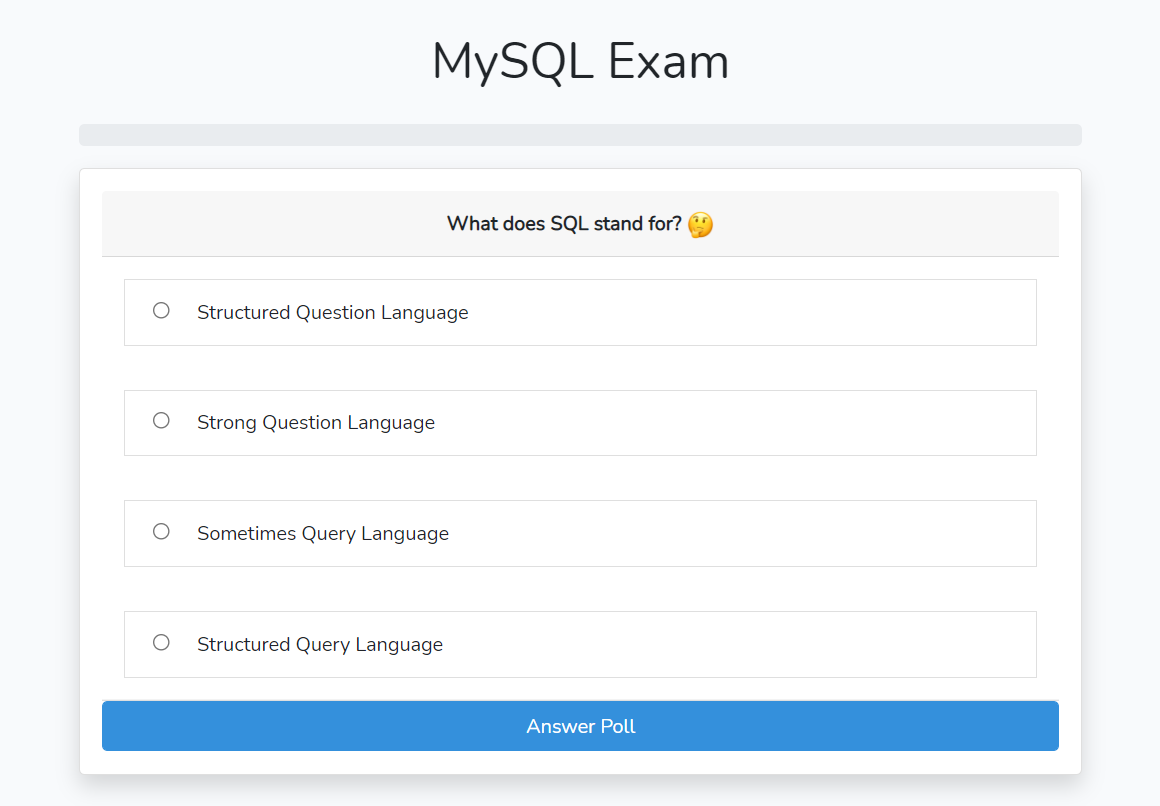 MySQL Exam
What does SQL stand for? 🤔
Structured Question Language
Strong Question Language
Sometimes Query Language
Structured Query Language
Answer Poll